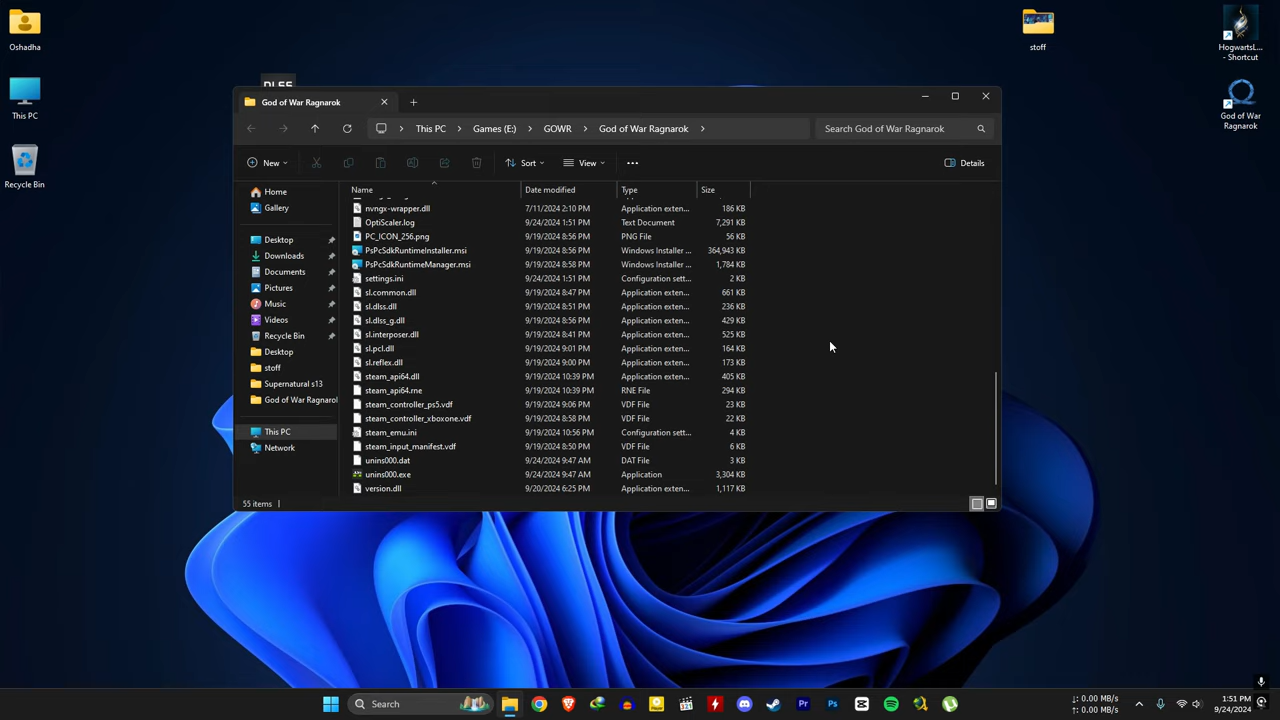 Oshadha
This PC
Recycle Bin
DLSS
stoff
HogwartsL...
- Shortcut
God of War
Ragnarok
God of War Ragnarok
This PC
Games (E:)
GOWR
God of War Ragnarok
Search God of War Ragnarok
New
Sort
View
Details
Home
Gallery
Desktop
Downloads
Documents
Pictures
Music
Videos
Recycle Bin
Desktop
stoff
Supernatural s13
God of War Ragnarol
This PC
Network
Name Date modified Type Size
nvngx-wrapper.dll 7/11/2024 2:10 PM Application exten... 186 KB
OptiScaler.log 9/24/2024 1:51 PM Text Document 7,291 KB
PC_ICON_256.png 9/19/2024 8:56 PM PNG File 56 KB
PsPcSdkRuntimeInstaller.msi 9/19/2024 8:56 PM Windows Installer ... 364,943 KB
PsPcSdkRuntimeManager.msi 9/19/2024 8:58 PM Windows Installer ... 1,784 KB
settings.ini 9/24/2024 1:51 PM Configuration sett... 2 KB
sl.common.dll 9/19/2024 8:47 PM Application exten... 661 KB
sl.dlss.dll 9/19/2024 8:51 PM Application exten... 236 KB
sl.dlss_g.dll 9/19/2024 8:56 PM Application exten... 429 KB
sl.interposer.dll 9/19/2024 8:41 PM Application exten... 525 KB
sl.pcl.dll 9/19/2024 9:01 PM Application exten... 164 KB
sl.reflex.dll 9/19/2024 9:00 PM Application exten... 173 KB
steam_api64.dll 9/19/2024 10:39 PM Application exten... 405 KB
steam_api64.rne 9/19/2024 10:39 PM RNE File 294 KB
steam_controller_ps5.vdf 9/19/2024 9:06 PM VDF File 23 KB
steam_controller_xboxone.vdf 9/19/2024 8:58 PM VDF File 22 KB
steam_emu.ini 9/19/2024 10:56 PM Configuration sett... 4 KB
steam_input_manifest.vdf 9/19/2024 8:50 PM VDF File 6 KB
unins000.dat 9/24/2024 9:47 AM DAT File 3 KB
unins000.exe 9/24/2024 9:47 AM Application 3,304 KB
version.dll 9/20/2024 6:25 PM Application exten... 1,117 KB
55 items
Search
↓: 0.00 MB/s
↑: 0.00 MB/s
1:51 PM
9/24/2024